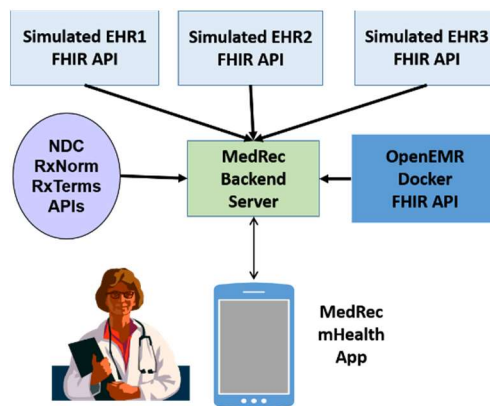 Simulated EHR1
FHIR API
Simulated EHR2
FHIR API
Simulated EHR3
FHIR API
NDC
RxNorm
RxTerms
APIs
MedRec
Backend
Server
OpenEMR
Docker
FHIR API
MedRec
mHealth
App